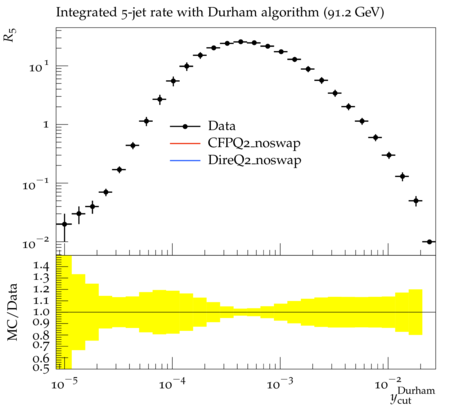 Integrated 5-jet rate with Durham algorithm (91.2 GeV)
R₅
10¹
1
10⁻¹
10⁻²
Data
CFPQ2_noswap
DireQ2_noswap
MC/Data
1.4
1.3
1.2
1.1
1.0
0.9
0.8
0.7
0.6
0.5
10⁻⁵ 10⁻⁴ 10⁻³ 10⁻²
y_cut^Durham